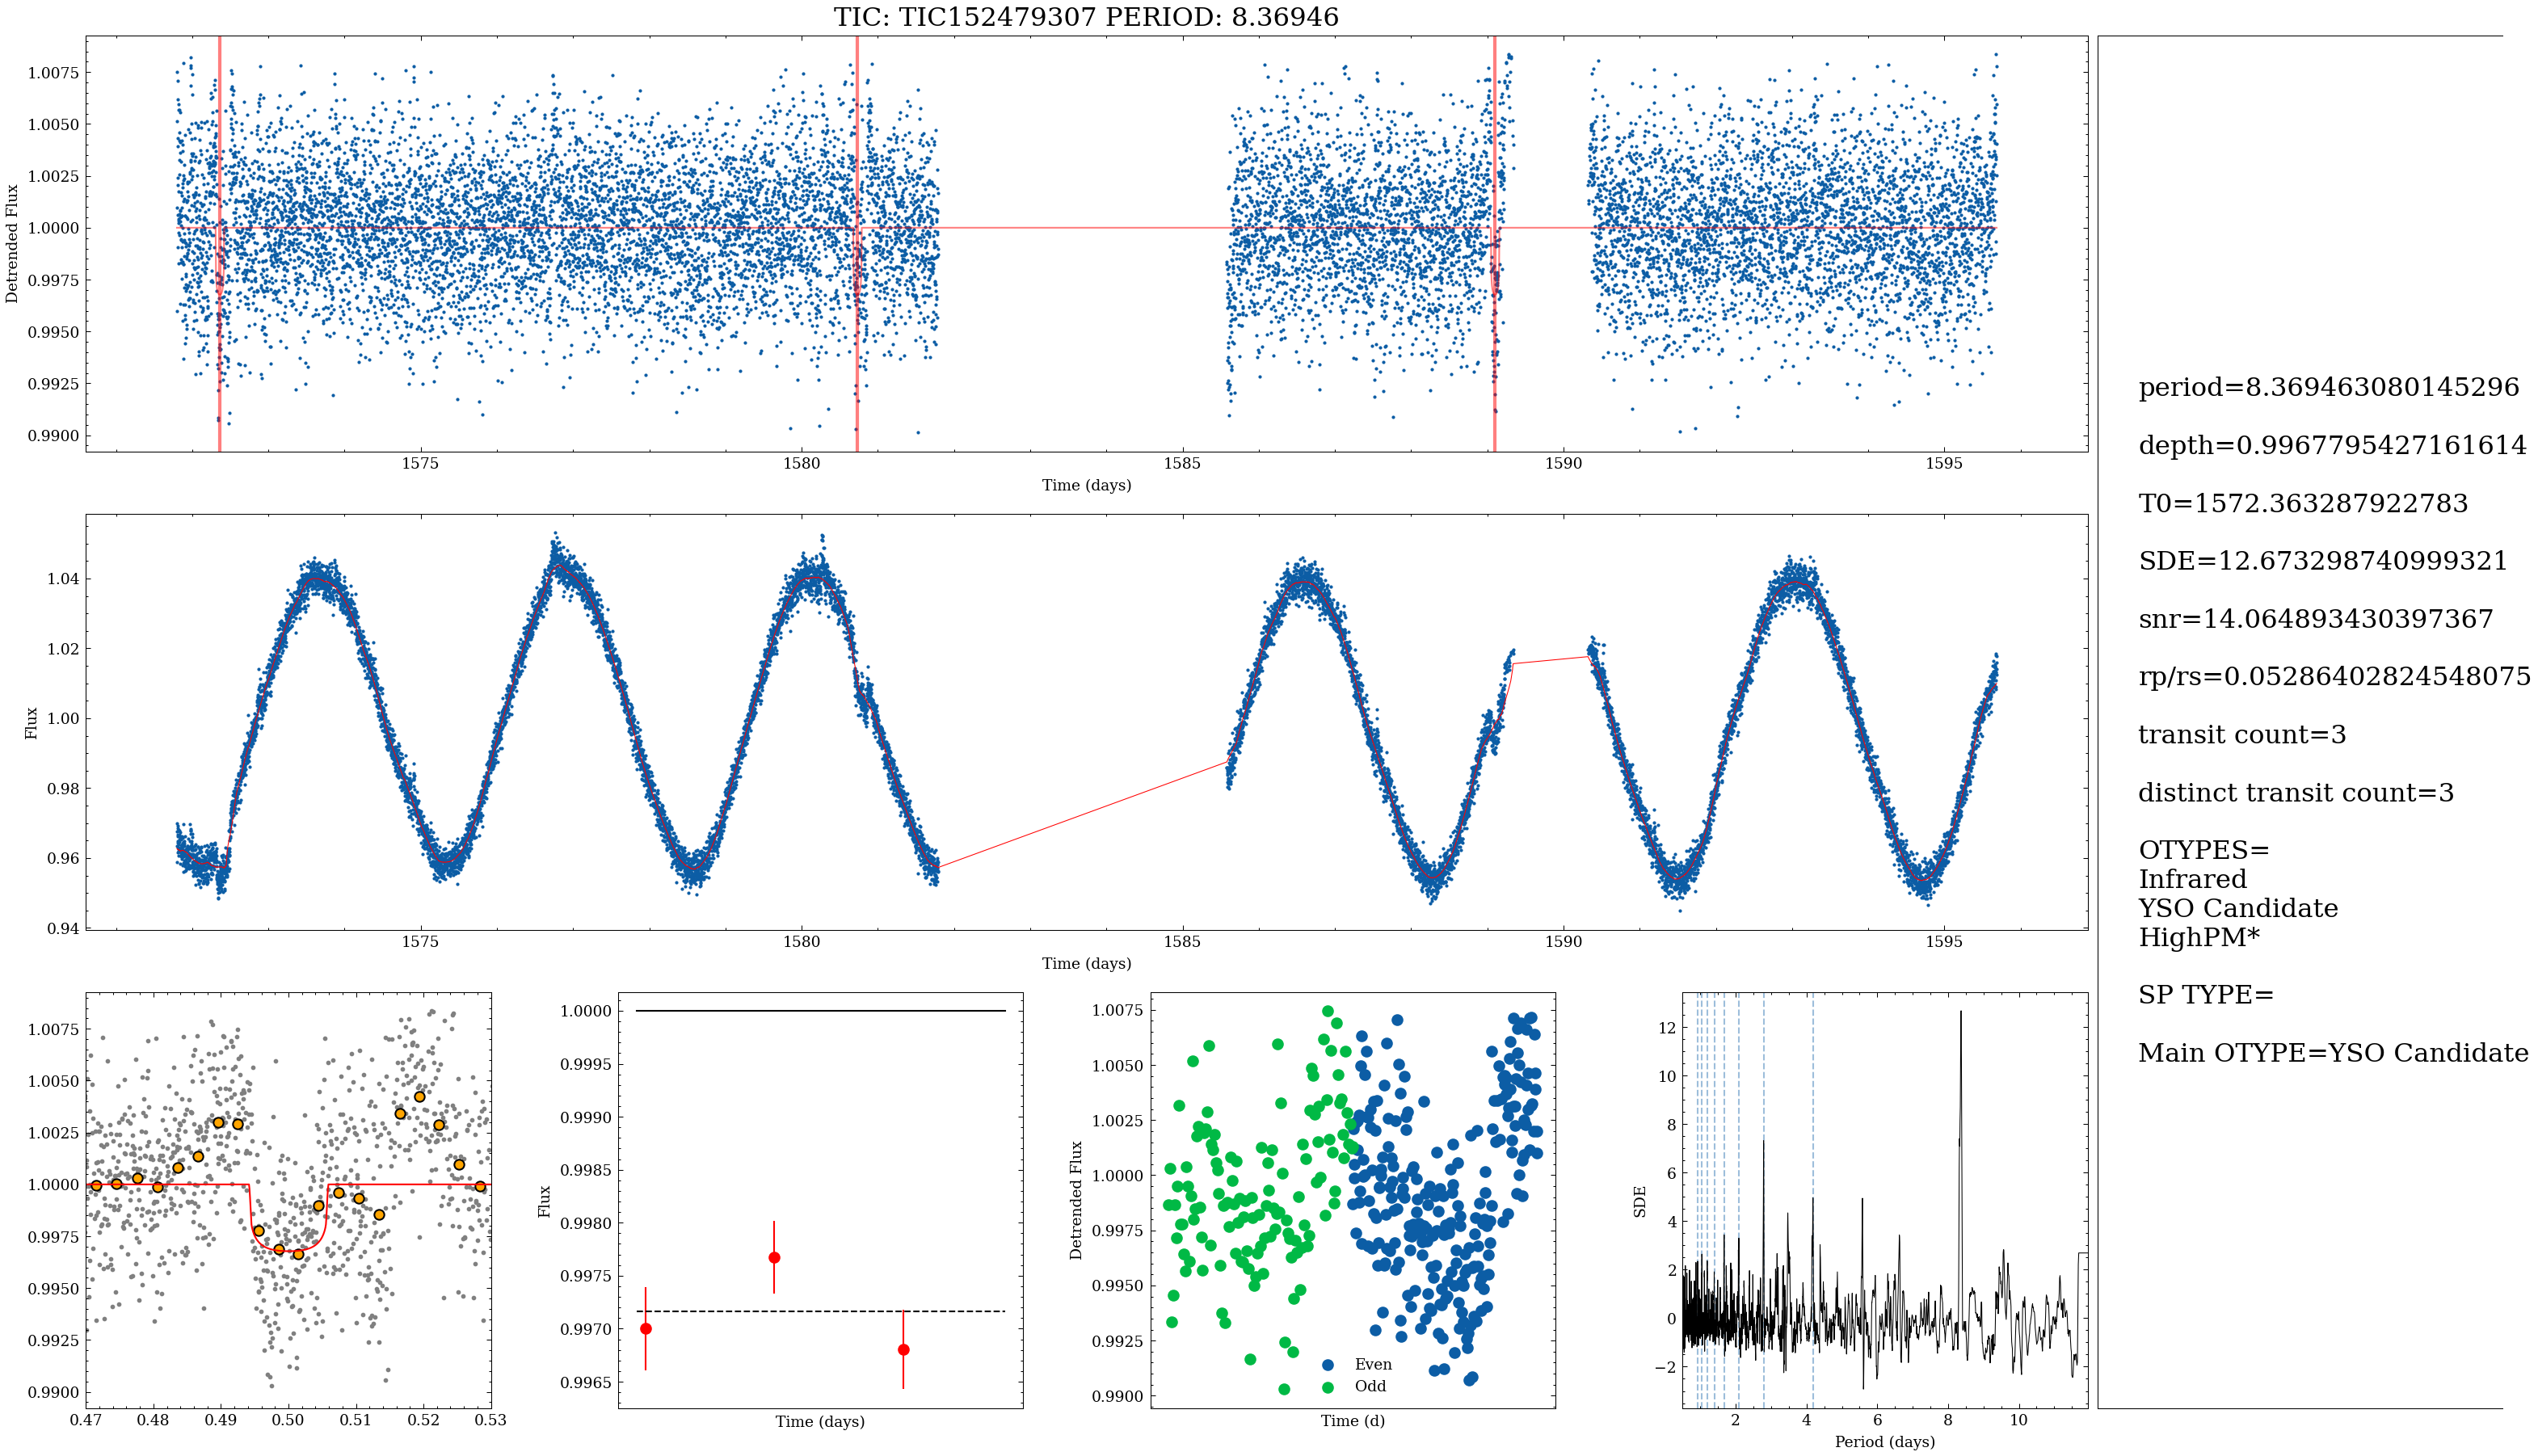 TIC: TIC152479307 PERIOD: 8.36946
1.0075
1.0050
1.0025
1.0000
0.9975
0.9950
0.9925
0.9900
Detrended Flux
1575
1580
1585
1590
1595
Time (days)
1.04
1.02
1.00
0.98
0.96
0.94
Flux
1575
1580
1585
1590
1595
Time (days)
1.0075
1.0050
1.0025
1.0000
0.9975
0.9950
0.9925
0.9900
0.47
0.48
0.49
0.50
0.51
0.52
0.53
1.0000
0.9995
0.9990
0.9985
0.9980
0.9975
0.9970
0.9965
Flux
Time (days)
1.0075
1.0050
1.0025
1.0000
0.9975
0.9950
0.9925
0.9900
Detrended Flux
Even
Odd
Time (d)
12
10
8
6
4
2
0
−2
SDE
2
4
6
8
10
Period (days)
period=8.369463080145296
depth=0.9967795427161614
T0=1572.363287922783
SDE=12.673298740999321
snr=14.064893430397367
rp/rs=0.05286402824548075
transit count=3
distinct transit count=3
OTYPES=
Infrared
YSO Candidate
HighPM*
SP TYPE=
Main OTYPE=YSO Candidate